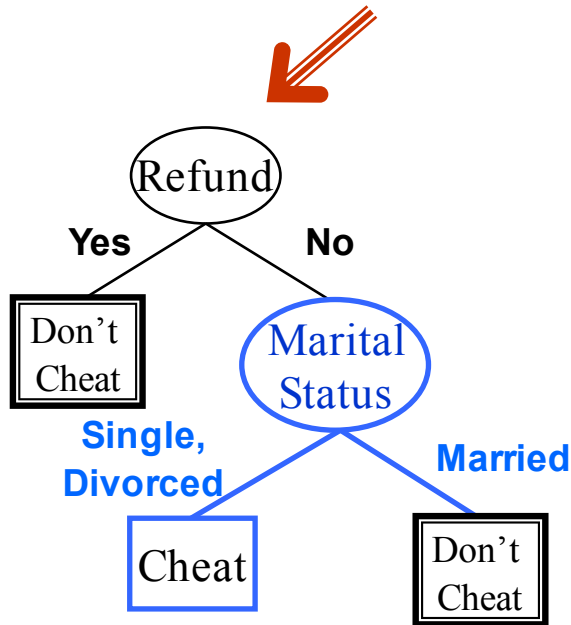 Refund
Yes
No
Don’t
Cheat
Marital
Status
Single,
Divorced
Married
Cheat
Don’t
Cheat